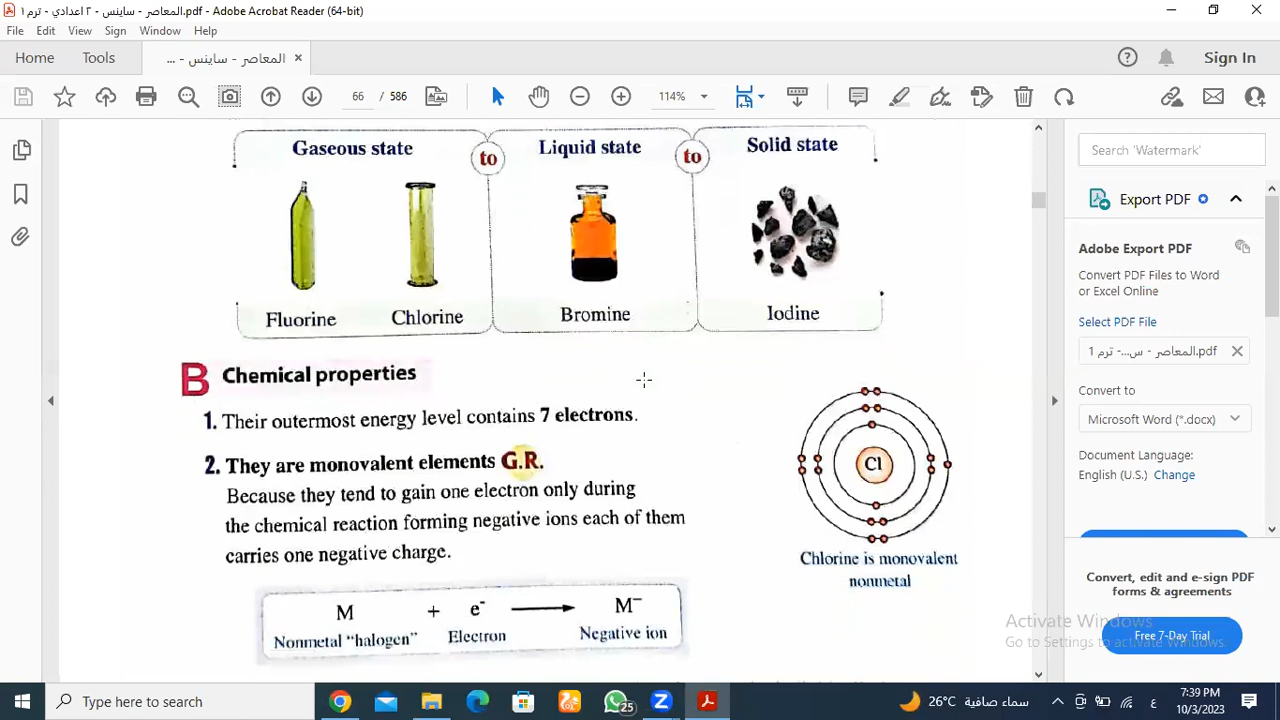 المعاصر - ساينس - ٢ اعدادي - ترم ١.pdf - Adobe Acrobat Reader (64-bit)
File Edit View Sign Window Help
Home Tools المعاصر - ساينس - ...
Sign In
66 / 586
114%
Search 'Watermark'
Export PDF
Adobe Export PDF
Convert PDF Files to Word
or Excel Online
Select PDF File
المعاصر - س...- ترم 1.pdf
Convert to
Microsoft Word (*.docx)
Document Language:
English (U.S.) Change
Convert, edit and e-sign PDF
forms & agreements
Free 7-Day Trial
Activate Windows
Go to Settings to activate Windows.
Gaseous state to Liquid state to Solid state
Fluorine Chlorine Bromine Iodine
B Chemical properties
1. Their outermost energy level contains 7 electrons.
2. They are monovalent elements G.R.
Because they tend to gain one electron only during
the chemical reaction forming negative ions each of them
carries one negative charge.
Cl
Chlorine is monovalent
nonmetal
M + e⁻ → M⁻
Nonmetal "halogen" Electron Negative ion
Type here to search
25
26°C سماء صافية
ع
7:39 PM
10/3/2023